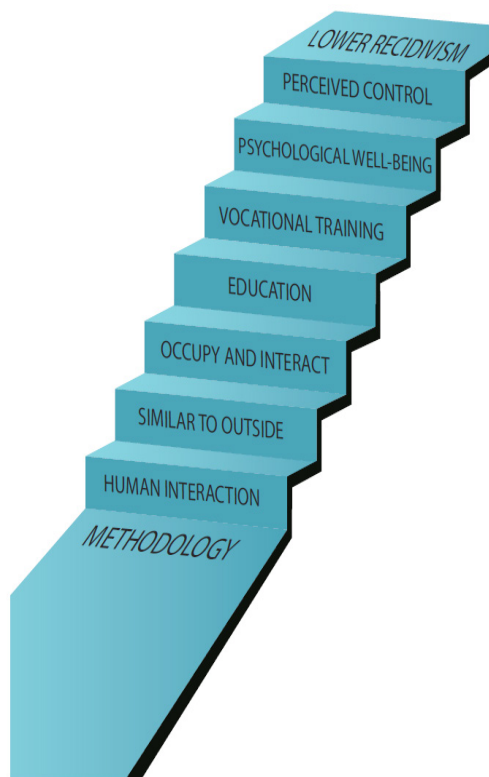 LOWER RECIDIVISM
PERCEIVED CONTROL
PSYCHOLOGICAL WELL-BEING
VOCATIONAL TRAINING
EDUCATION
OCCUPY AND INTERACT
SIMILAR TO OUTSIDE
HUMAN INTERACTION
METHODOLOGY